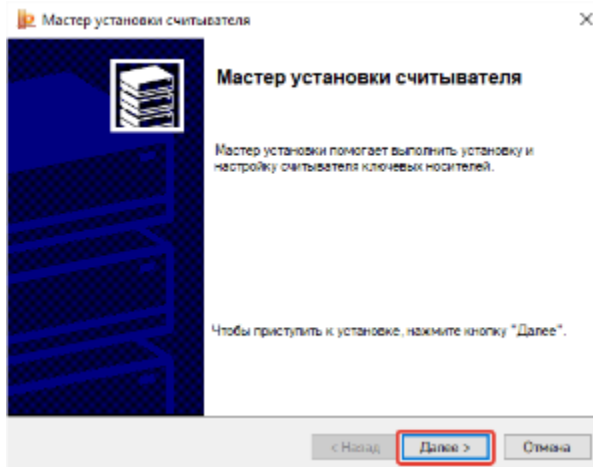 Мастер установки считывателя
Мастер установки считывателя
Мастер установки помогает выполнить установку и
настройку считывателя ключевых носителей.
Чтобы приступить к установке, нажмите кнопку "Далее".
< Назад
Далее >
Отмена